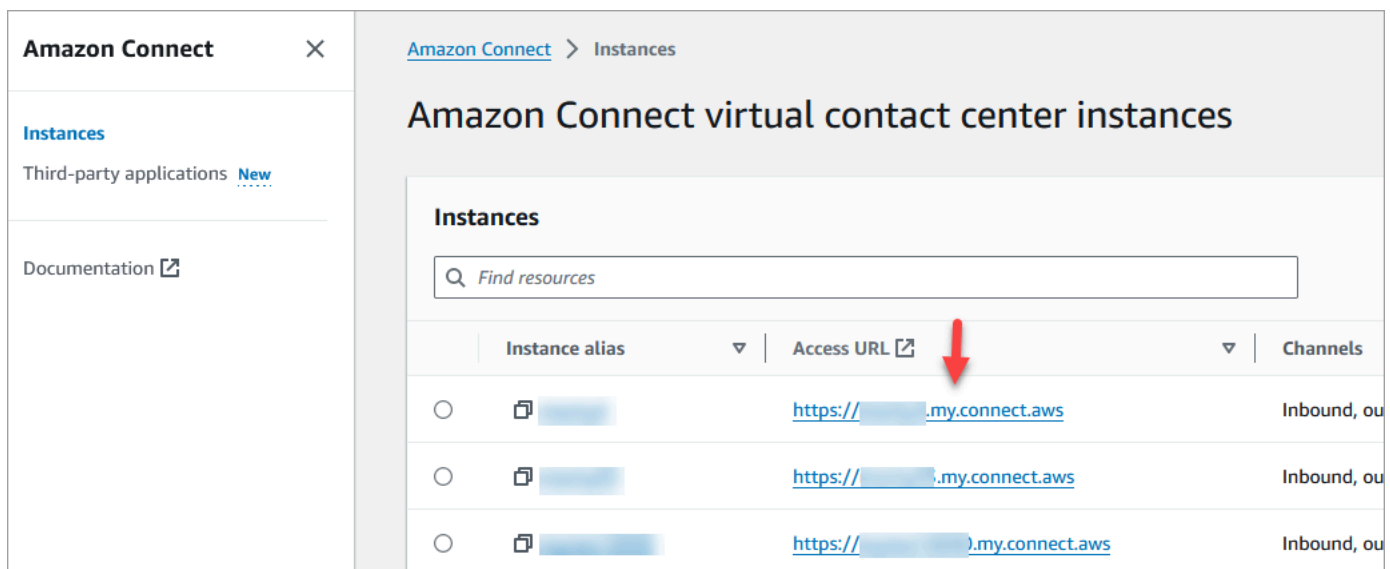 Amazon Connect
Instances
Third-party applications New
Documentation
Amazon Connect > Instances
Amazon Connect virtual contact center instances
Instances
Find resources
Instance alias Access URL Channels
https:// .my.connect.aws Inbound, ou
https:// .my.connect.aws Inbound, ou
https:// .my.connect.aws Inbound, ou